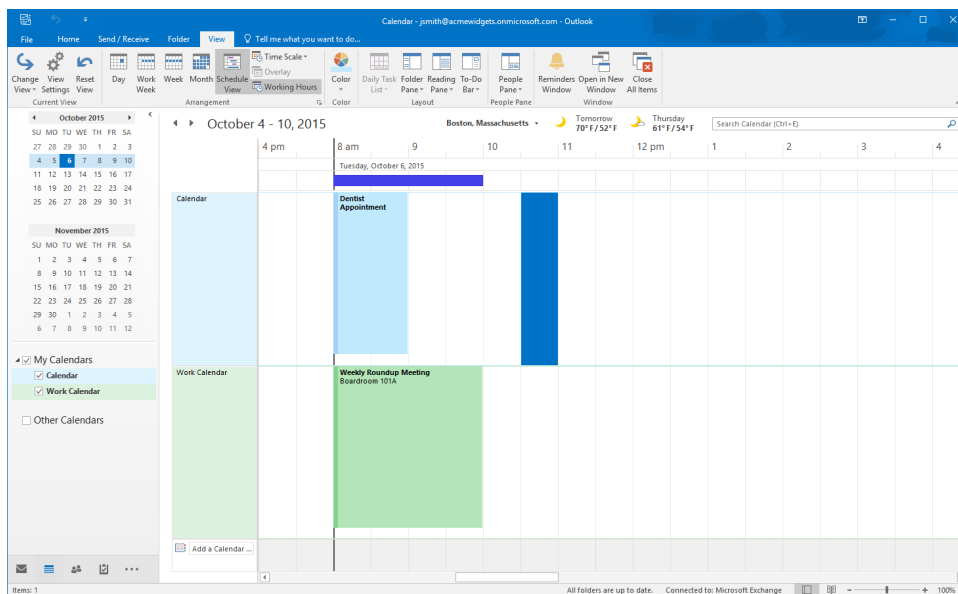 Calendar - jsmith@acmewidgets.onmicrosoft.com - Outlook
File Home Send / Receive Folder View Tell me what you want to do...
Change View View Settings Reset View Day Work Week Week Month Schedule View Time Scale Overlay Working Hours Color Daily Task List Folder Pane Reading Pane To-Do Bar People Pane Reminders Window Open in New Window Close All Items
Current View Arrangement Color Layout People Pane Window
October 2015
SU MO TU WE TH FR SA
27 28 29 30 1 2 3
4 5 6 7 8 9 10
11 12 13 14 15 16 17
18 19 20 21 22 23 24
25 26 27 28 29 30 31
November 2015
SU MO TU WE TH FR SA
1 2 3 4 5 6 7
8 9 10 11 12 13 14
15 16 17 18 19 20 21
22 23 24 25 26 27 28
29 30 1 2 3 4 5
6 7 8 9 10 11 12
My Calendars
Calendar
Work Calendar
Other Calendars
October 4 - 10, 2015 Boston, Massachusetts Tomorrow 70° F / 52° F Thursday 61° F / 54° F Search Calendar (Ctrl+E)
4 pm 8 am 9 10 11 12 pm 1 2 3 4
Tuesday, October 6, 2015
Calendar
Dentist
Appointment
Work Calendar
Weekly Roundup Meeting
Boardroom 101A
Add a Calendar ...
Items: 1 All folders are up to date. Connected to: Microsoft Exchange 100%